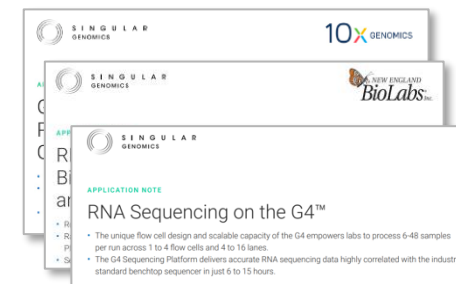 SINGULAR
GENOMICS
10X GENOMICS
SINGULAR
GENOMICS
NEW ENGLAND
BioLabs Inc.
SINGULAR
GENOMICS
APPLICATION NOTE
RNA Sequencing on the G4™
• The unique flow cell design and scalable capacity of the G4 empowers labs to process 6-48 samples
per run across 1 to 4 flow cells and 4 to 16 lanes.
• The G4 Sequencing Platform delivers accurate RNA sequencing data highly correlated with the industr
standard benchtop sequencer in just 6 to 15 hours.